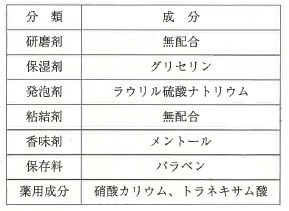 分類 成分
研磨剤 無配合
保湿剤 グリセリン
発泡剤 ラウリル硫酸ナトリウム
粘結剤 無配合
香味剤 メントール
保存料 パラベン
薬用成分 硝酸カリウム、トラネキサム酸